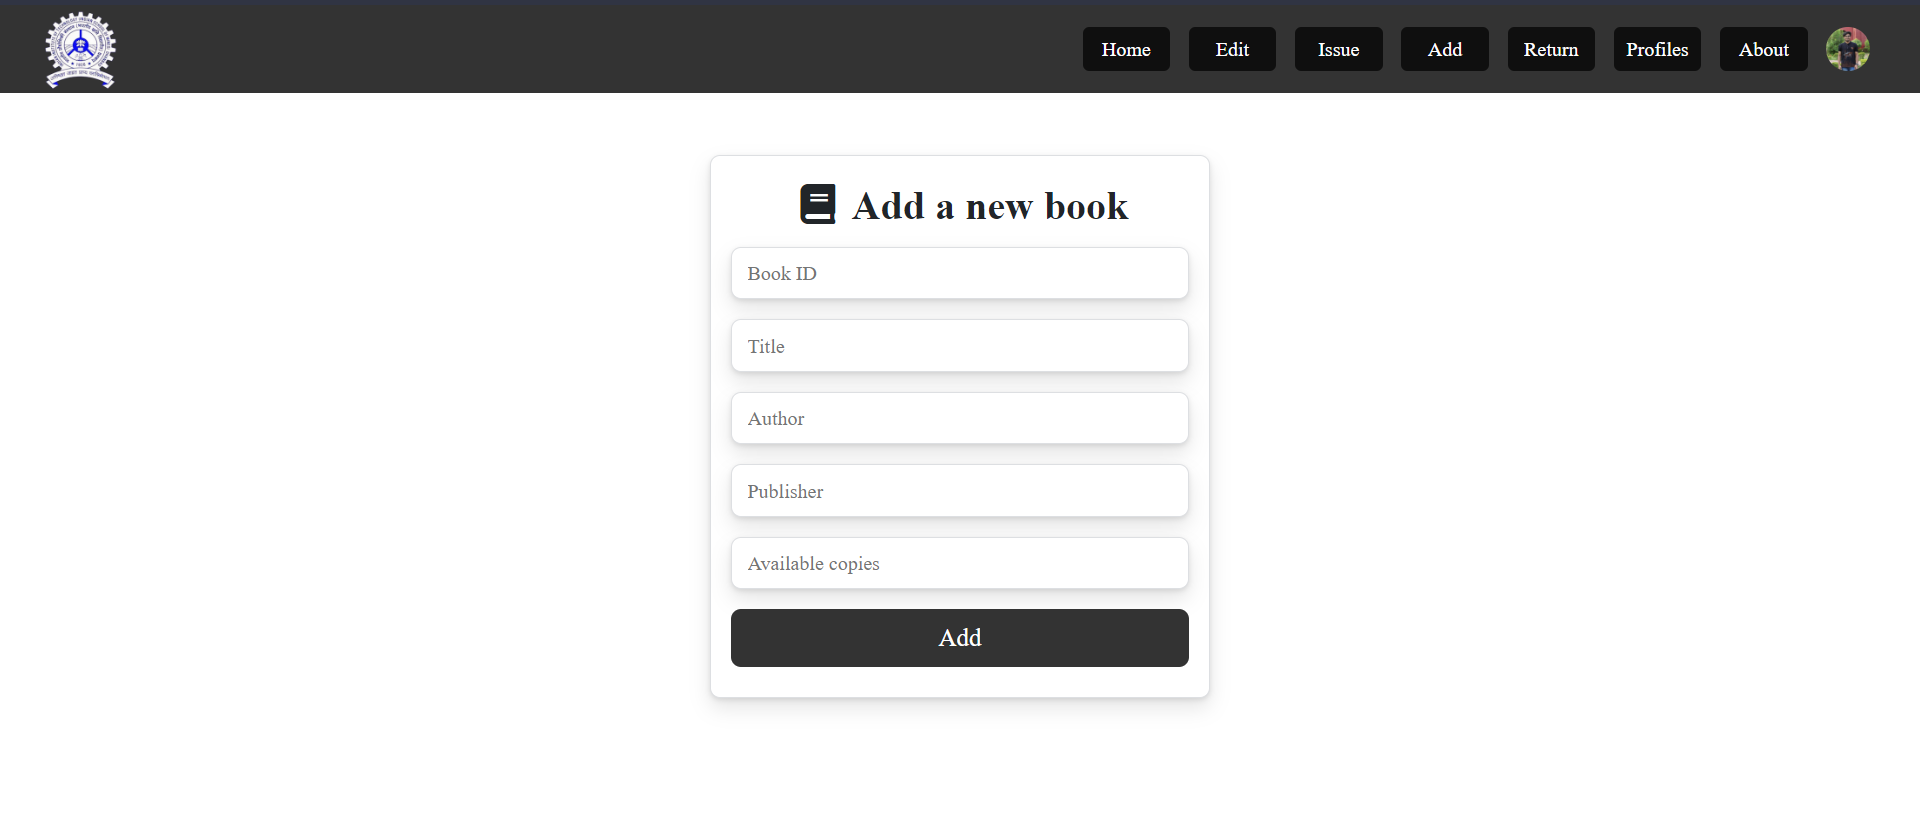 Home Edit Issue Add Return Profiles About
Add a new book
Book ID
Title
Author
Publisher
Available copies
Add